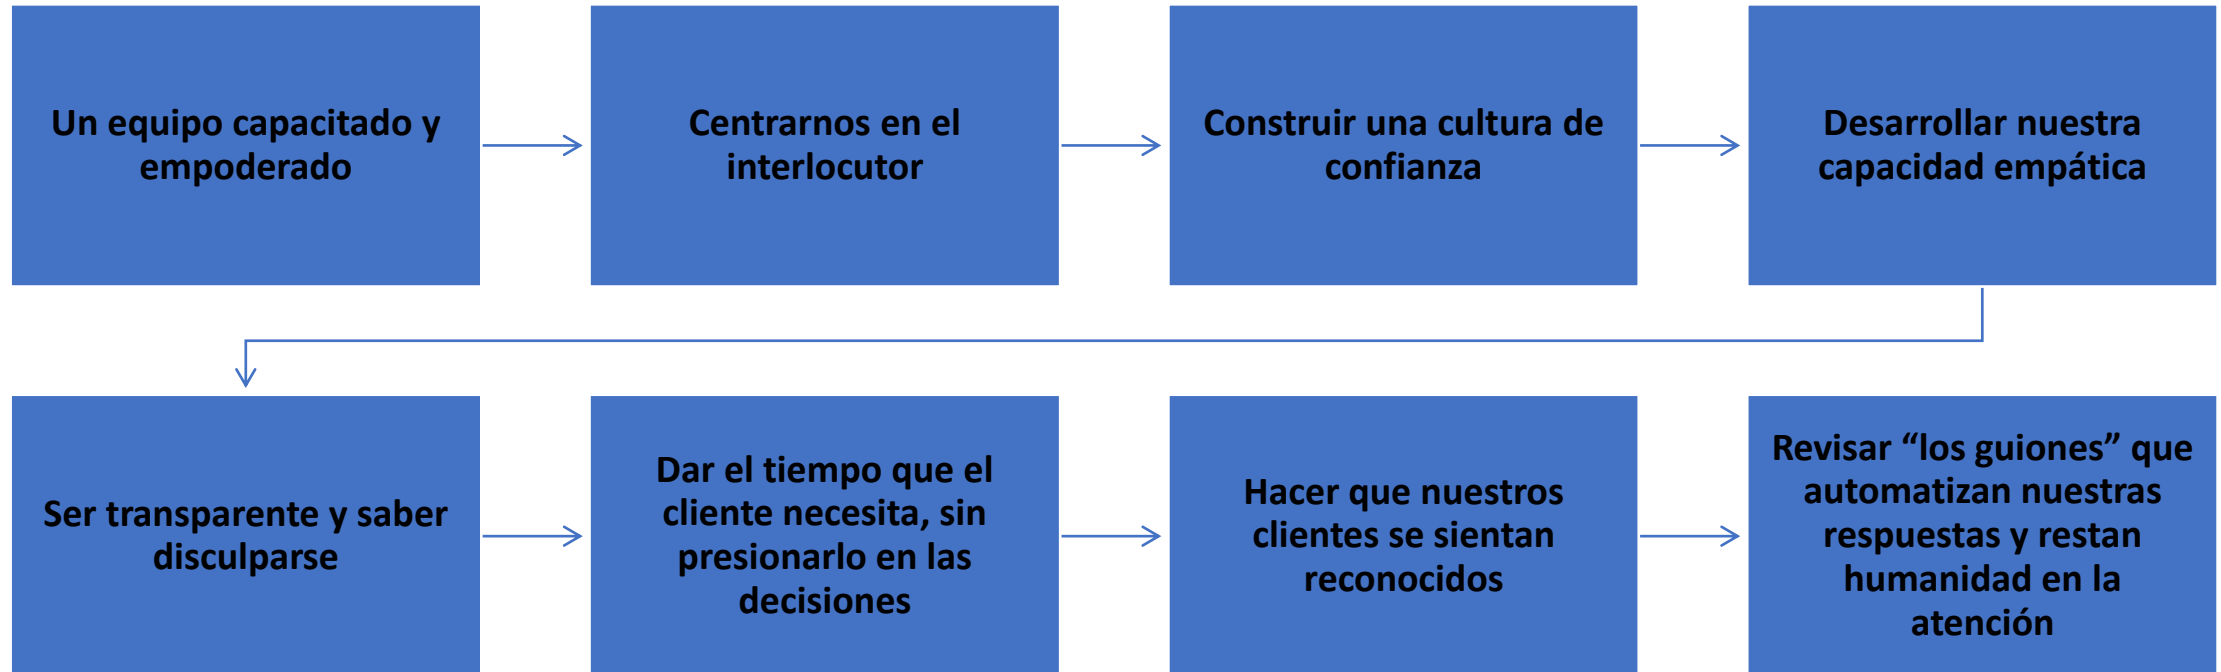 Un equipo capacitado y
empoderado
Centrarnos en el
interlocutor
Construir una cultura de
confianza
Desarrollar nuestra
capacidad empática
Ser transparente y saber
disculparse
Dar el tiempo que el
cliente necesita, sin
presionarlo en las
decisiones
Hacer que nuestros
clientes se sientan
reconocidos
Revisar “los guiones” que
automatizan nuestras
respuestas y restan
humanidad en la
atención